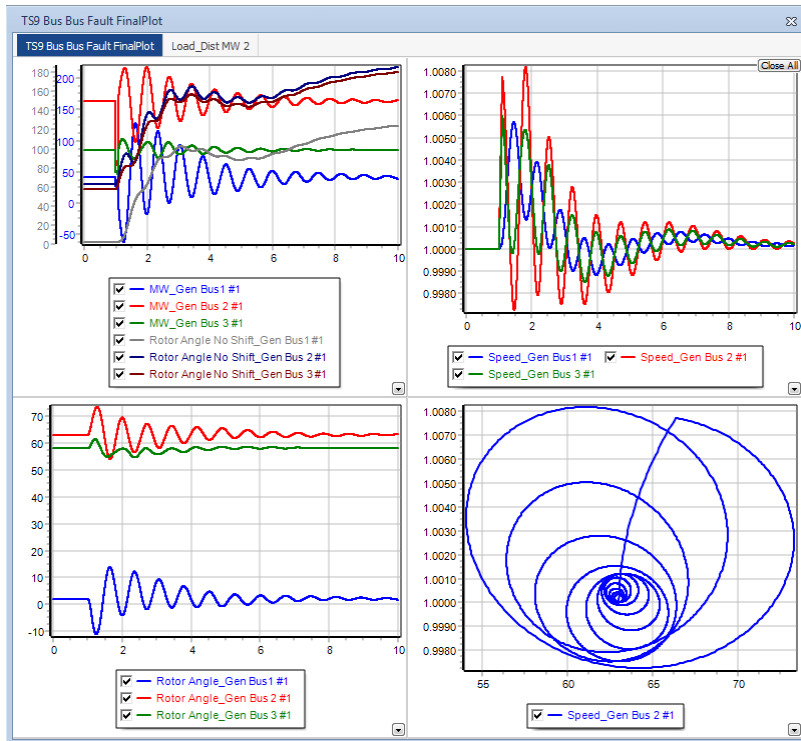 TS9 Bus Bus Fault FinalPlot
TS9 Bus Bus Fault FinalPlot Load_Dist MW 2
Close All
180
160
140
120
100
80
60
40
20
0
200
150
100
50
0
-50
0 2 4 6 8 10
MW_Gen Bus1 #1
MW_Gen Bus 2 #1
MW_Gen Bus 3 #1
Rotor Angle No Shift_Gen Bus1 #1
Rotor Angle No Shift_Gen Bus 2 #1
Rotor Angle No Shift_Gen Bus 3 #1
1.0080
1.0070
1.0060
1.0050
1.0040
1.0030
1.0020
1.0010
1.0000
0.9990
0.9980
0 2 4 6 8 10
Speed_Gen Bus1 #1 Speed_Gen Bus 2 #1
Speed_Gen Bus 3 #1
70
60
50
40
30
20
10
0
-10
0 2 4 6 8 10
Rotor Angle_Gen Bus1 #1
Rotor Angle_Gen Bus 2 #1
Rotor Angle_Gen Bus 3 #1
1.0080
1.0070
1.0060
1.0050
1.0040
1.0030
1.0020
1.0010
1.0000
0.9990
0.9980
55 60 65 70
Speed_Gen Bus 2 #1